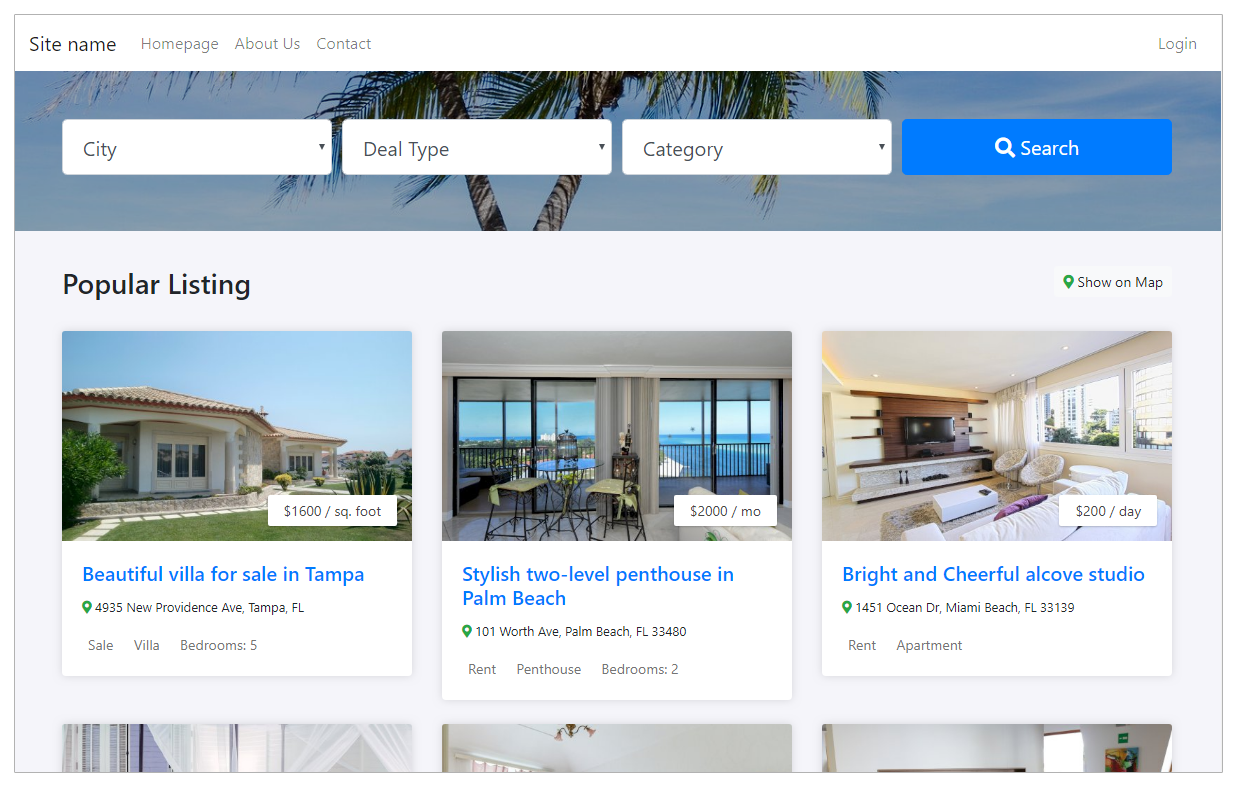 Site name Homepage About Us Contact Login
City Deal Type Category Search
Popular Listing Show on Map
$1600 / sq. foot
$2000 / mo
$200 / day
Beautiful villa for sale in Tampa
4935 New Providence Ave, Tampa, FL
Sale Villa Bedrooms: 5
Stylish two-level penthouse in
Palm Beach
101 Worth Ave, Palm Beach, FL 33480
Rent Penthouse Bedrooms: 2
Bright and Cheerful alcove studio
1451 Ocean Dr, Miami Beach, FL 33139
Rent Apartment